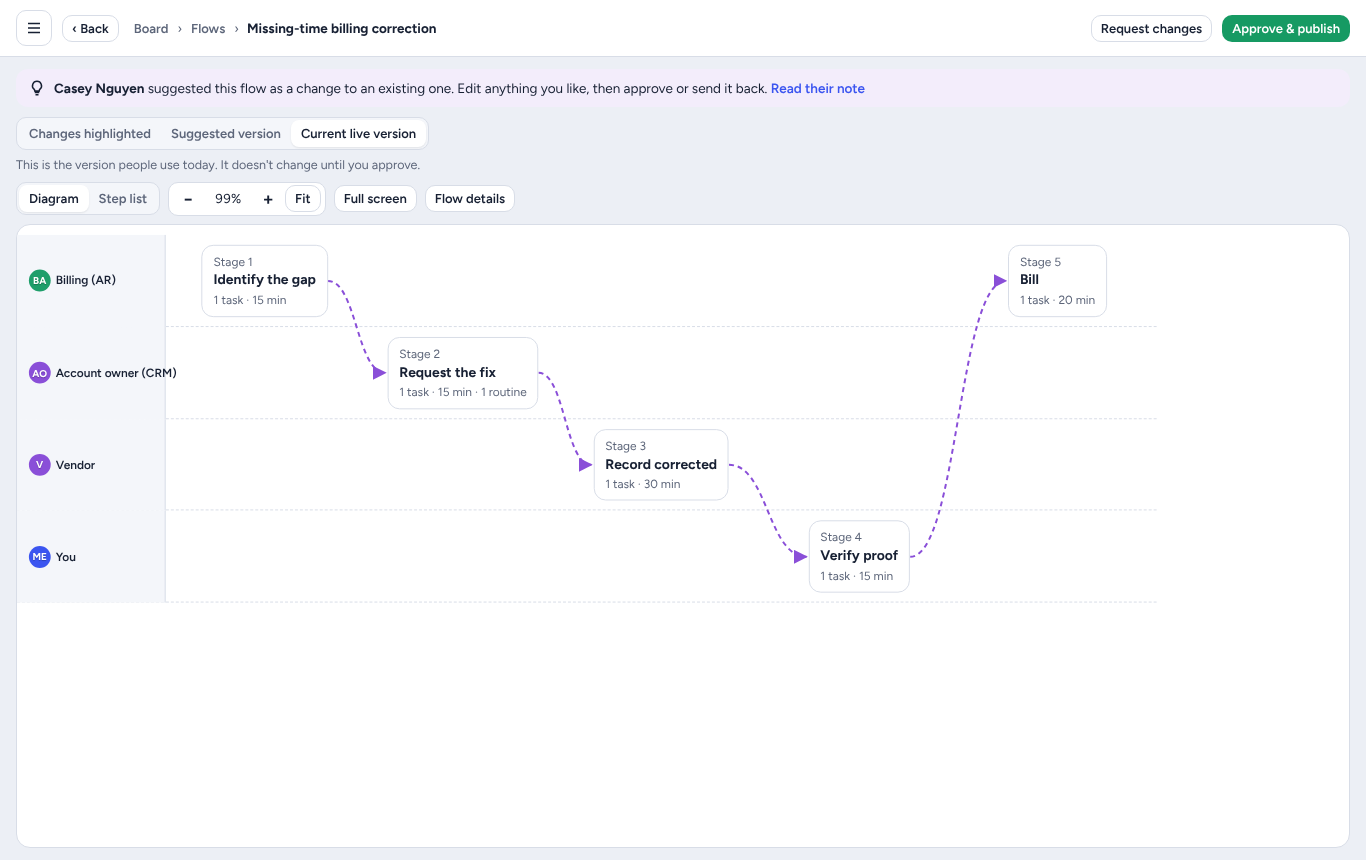 ‹ Back
Board › Flows › Missing-time billing correction
Request changes
Approve & publish
Casey Nguyen suggested this flow as a change to an existing one. Edit anything you like, then approve or send it back. Read their note
Changes highlighted
Suggested version
Current live version
This is the version people use today. It doesn't change until you approve.
Diagram
Step list
− 99% +
Fit
Full screen
Flow details
BA Billing (AR)
Stage 1
Identify the gap
1 task · 15 min
Stage 5
Bill
1 task · 20 min
AO Account owner (CRM)
Stage 2
Request the fix
1 task · 15 min · 1 routine
V Vendor
Stage 3
Record corrected
1 task · 30 min
ME You
Stage 4
Verify proof
1 task · 15 min